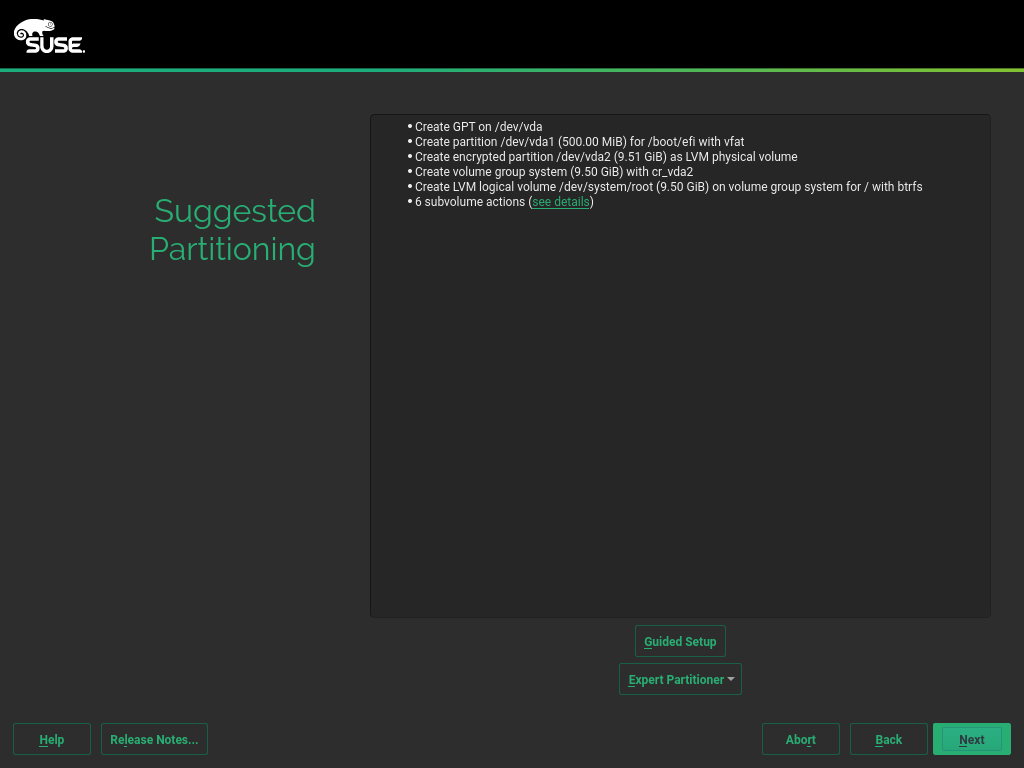 SUSE.
• Create GPT on /dev/vda
• Create partition /dev/vda1 (500.00 MiB) for /boot/efi with vfat
• Create encrypted partition /dev/vda2 (9.51 GiB) as LVM physical volume
• Create volume group system (9.50 GiB) with cr_vda2
• Create LVM logical volume /dev/system/root (9.50 GiB) on volume group system for / with btrfs
• 6 subvolume actions (see details)
Suggested
Partitioning
Guided Setup
Expert Partitioner
Help
Release Notes...
Abort
Back
Next